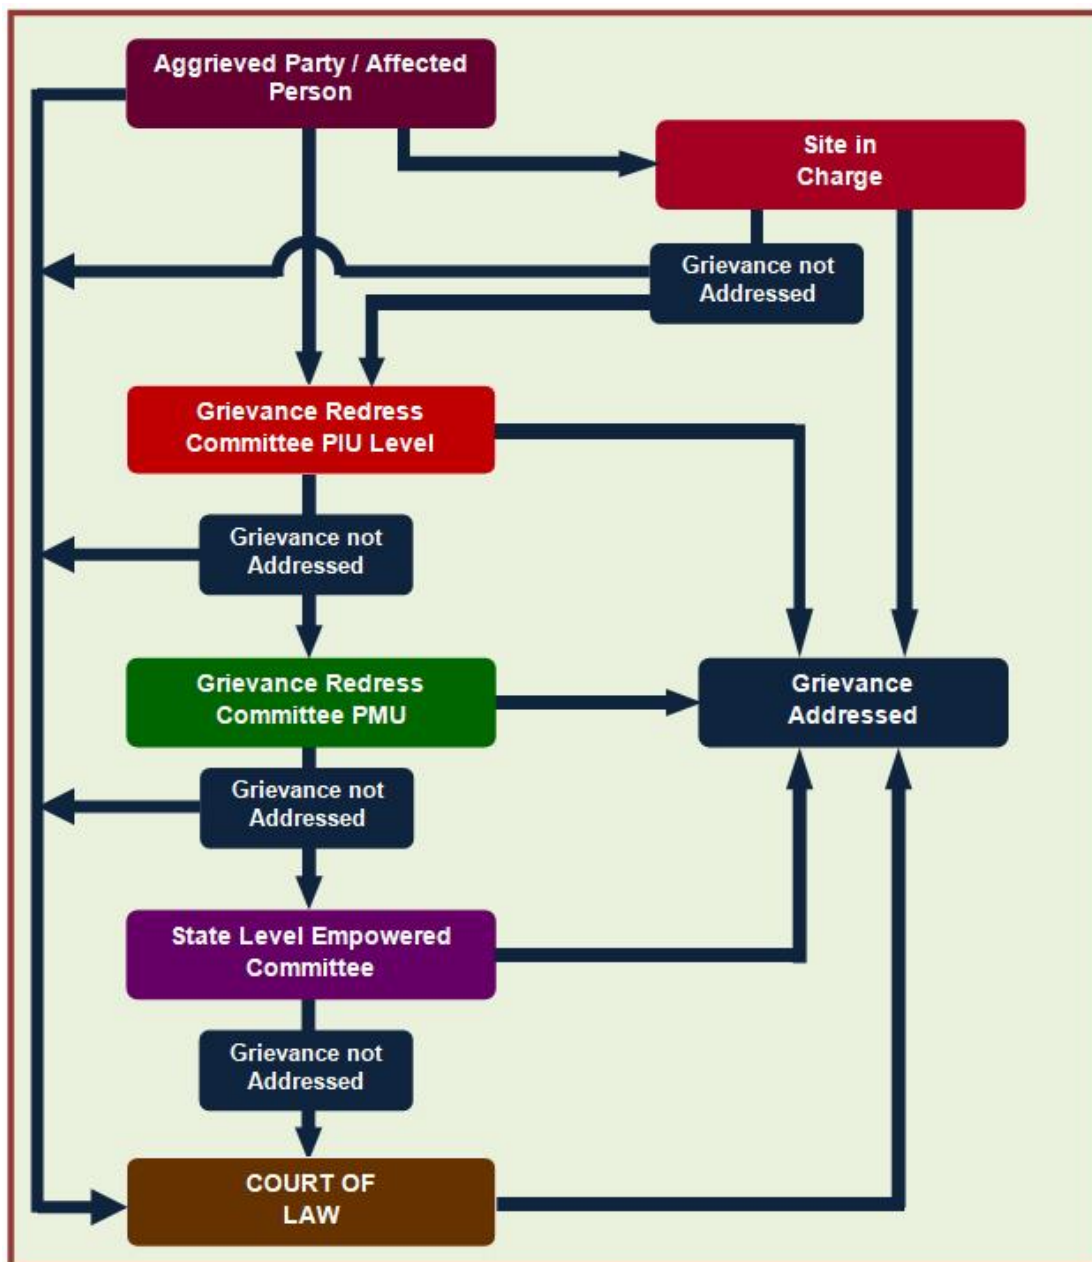 Aggrieved Party / Affected
Person
Site in
Charge
Grievance not
Addressed
Grievance Redress
Committee PIU Level
Grievance not
Addressed
Grievance Redress
Committee PMU
Grievance
Addressed
Grievance not
Addressed
State Level Empowered
Committee
Grievance not
Addressed
COURT OF
LAW